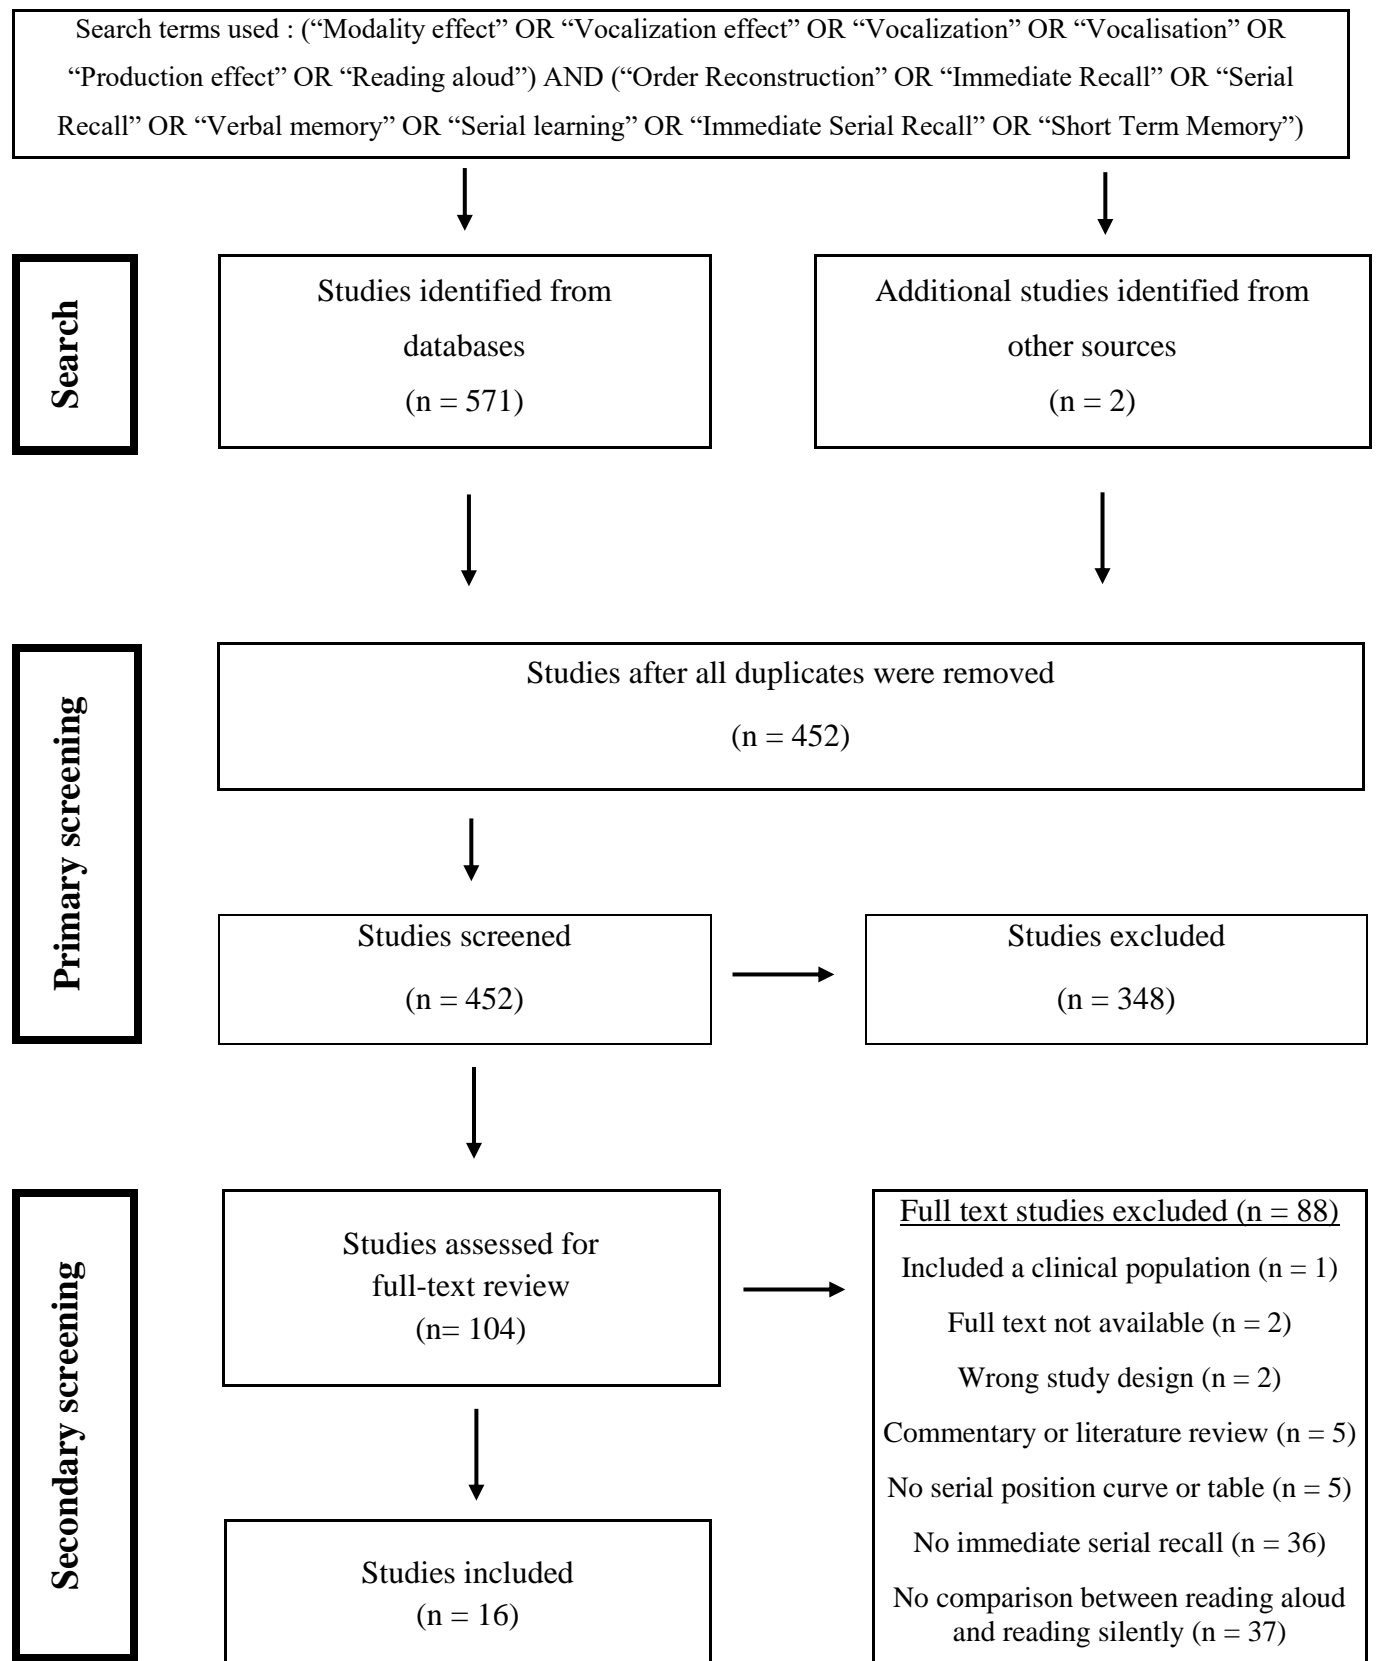 Search terms used : (“Modality effect” OR “Vocalization effect” OR “Vocalization” OR “Vocalisation” OR
“Production effect” OR “Reading aloud”) AND (“Order Reconstruction” OR “Immediate Recall” OR “Serial
Recall” OR “Verbal memory” OR “Serial learning” OR “Immediate Serial Recall” OR “Short Term Memory”)
Search
Studies identified from
databases
(n = 571)
Additional studies identified from
other sources
(n = 2)
Primary screening
Studies after all duplicates were removed
(n = 452)
Studies screened
(n = 452)
Studies excluded
(n = 348)
Secondary screening
Studies assessed for
full-text review
(n= 104)
Full text studies excluded (n = 88)
Included a clinical population (n = 1)
Full text not available (n = 2)
Wrong study design (n = 2)
Commentary or literature review (n = 5)
No serial position curve or table (n = 5)
No immediate serial recall (n = 36)
No comparison between reading aloud
and reading silently (n = 37)
Studies included
(n = 16)